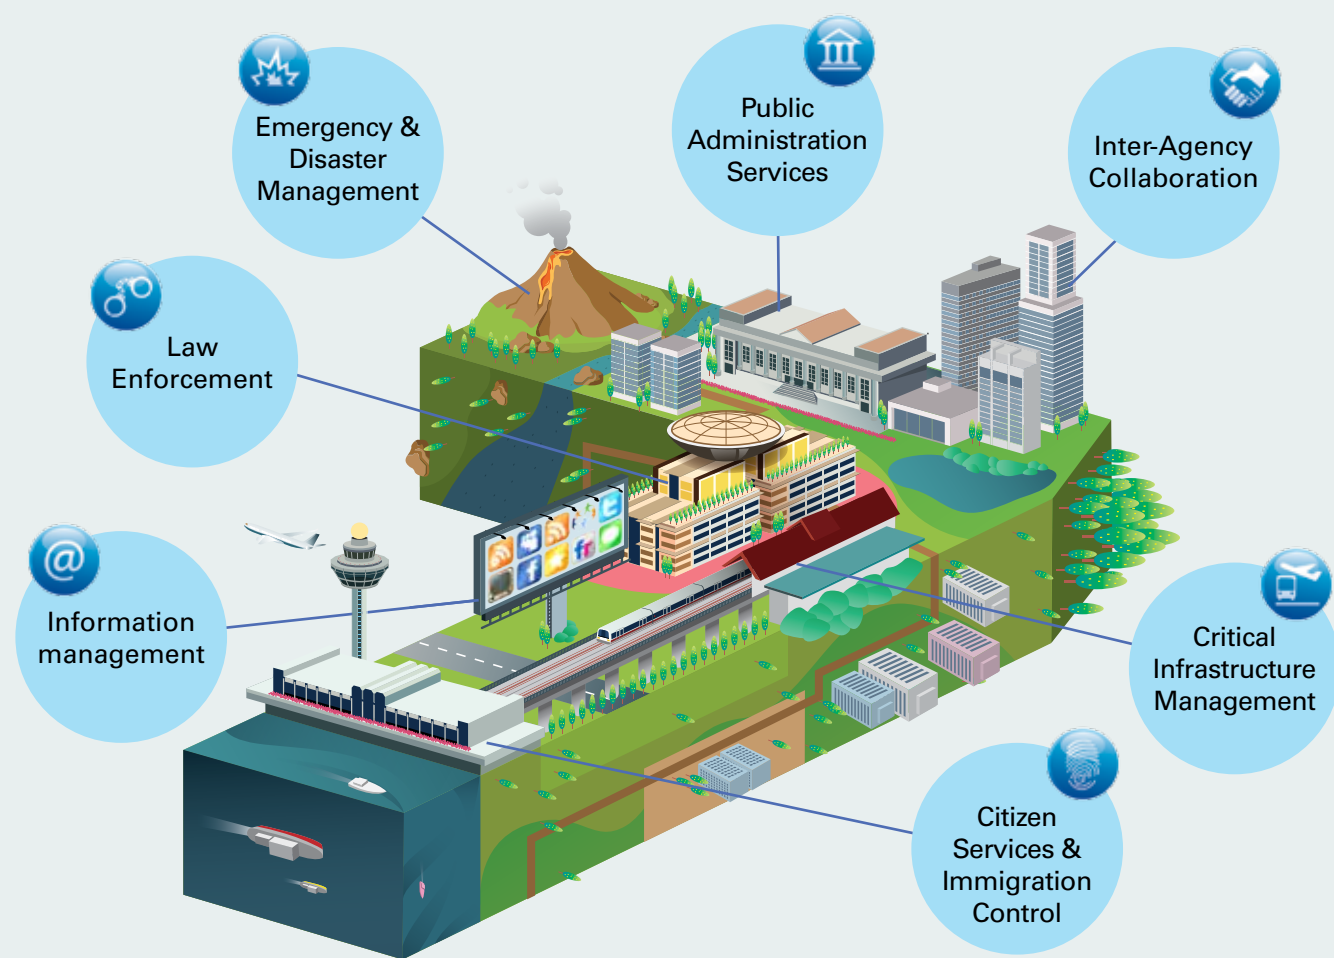 Emergency &
Disaster
Management
Public
Administration
Services
Inter-Agency
Collaboration
Law
Enforcement
@
Information
management
Critical
Infrastructure
Management
Citizen
Services &
Immigration
Control